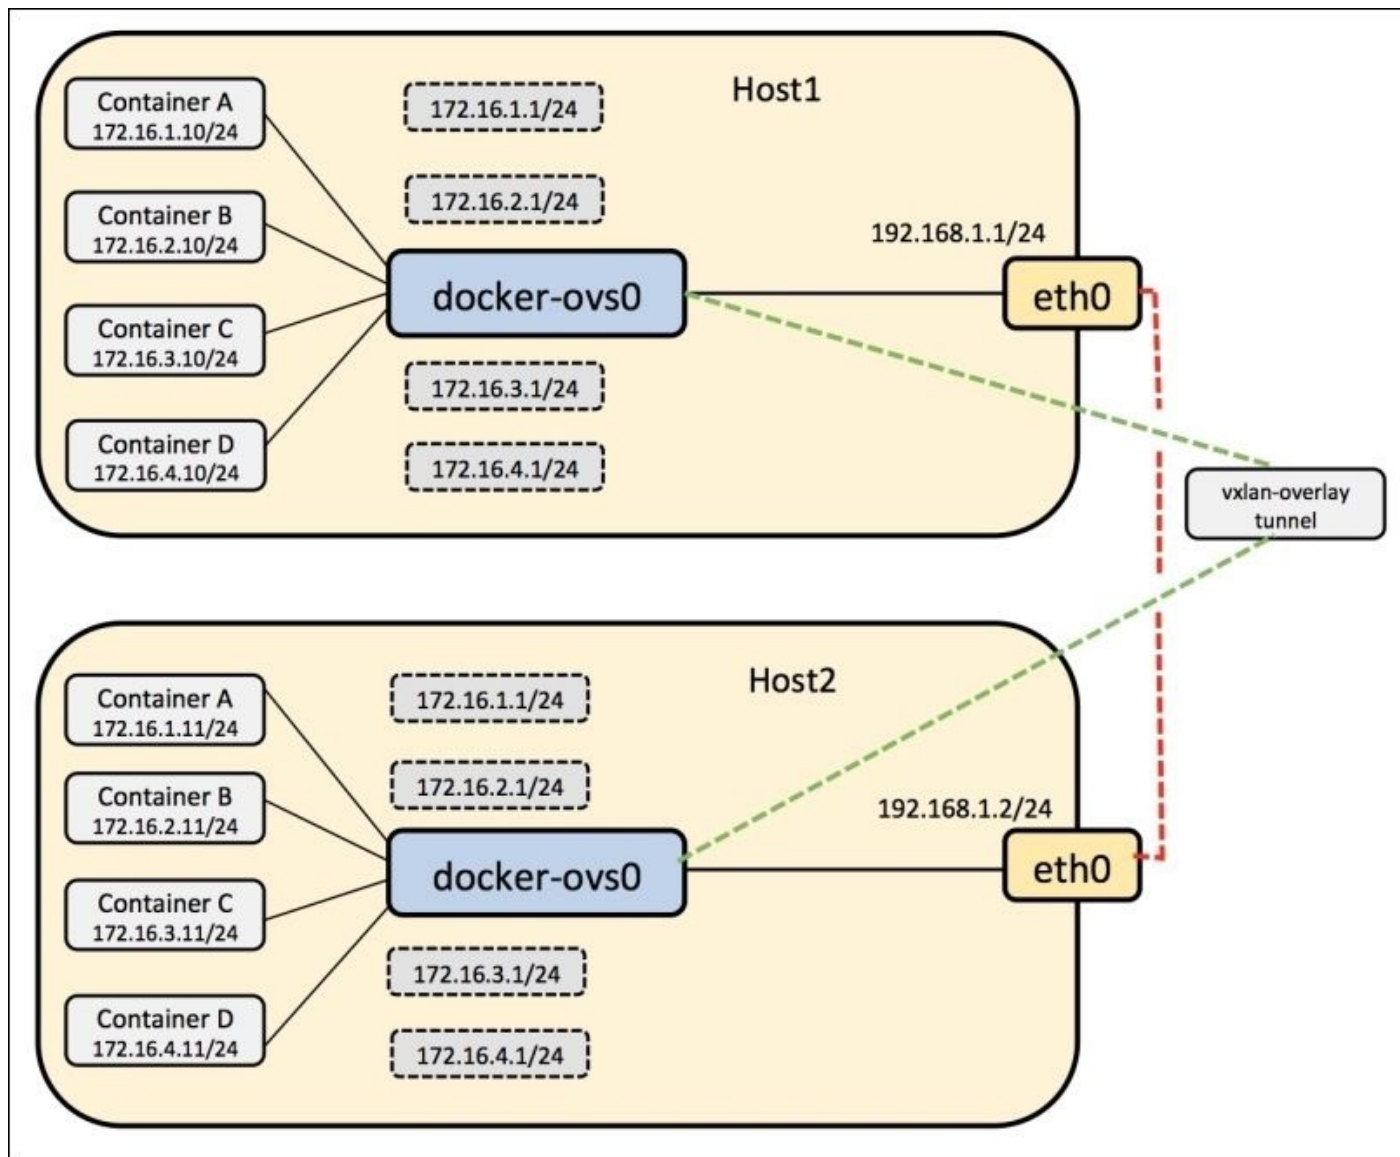 Host1
Container A
172.16.1.10/24
172.16.1.1/24
Container B
172.16.2.10/24
172.16.2.1/24
192.168.1.1/24
docker-ovs0
eth0
Container C
172.16.3.10/24
172.16.3.1/24
Container D
172.16.4.10/24
172.16.4.1/24
vxlan-overlay
tunnel
Host2
Container A
172.16.1.11/24
172.16.1.1/24
Container B
172.16.2.11/24
172.16.2.1/24
192.168.1.2/24
docker-ovs0
eth0
Container C
172.16.3.11/24
172.16.3.1/24
Container D
172.16.4.11/24
172.16.4.1/24